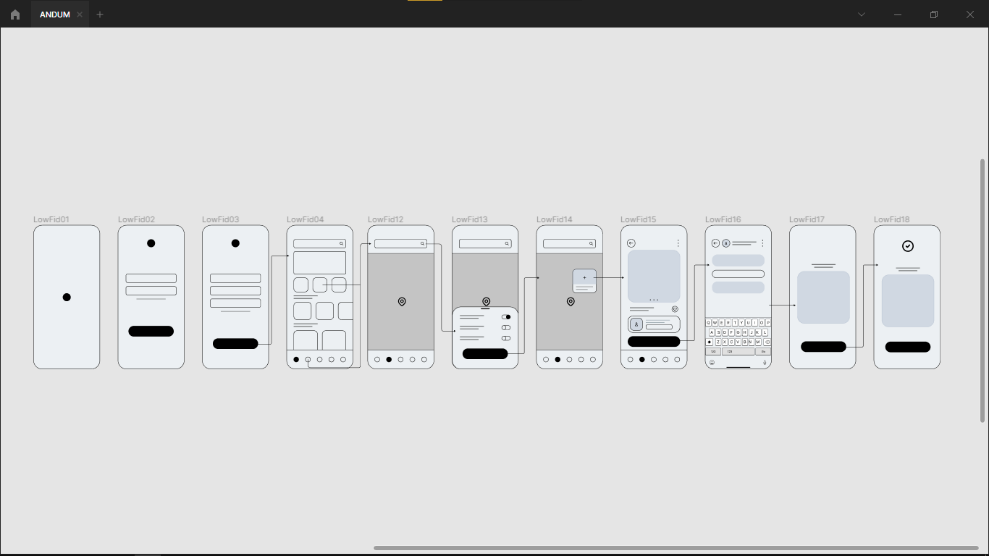 ANDUM
LowFid01
LowFid02
LowFid03
LowFid04
LowFid12
LowFid13
LowFid14
LowFid15
LowFid16
LowFid17
LowFid18
Q W E R T Y U I O P
A S D F G H J K L
Z X C V B N M